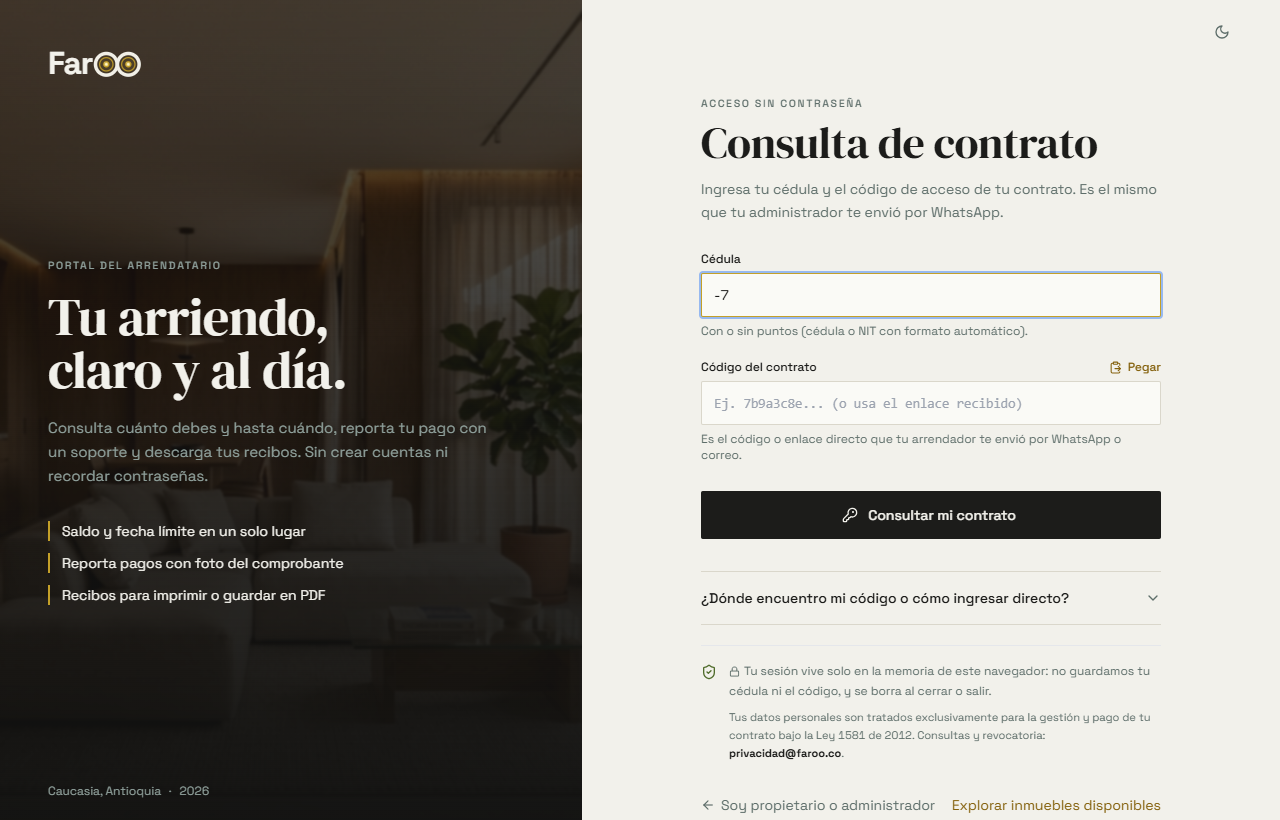 Faroo
PORTAL DEL ARRENDATARIO
Tu arriendo,
claro y al día.
Consulta cuánto debes y hasta cuándo, reporta tu pago con
un soporte y descarga tus recibos. Sin crear cuentas ni
recordar contraseñas.
Saldo y fecha límite en un solo lugar
Reporta pagos con foto del comprobante
Recibos para imprimir o guardar en PDF
Caucasia, Antioquia · 2026
ACCESO SIN CONTRASEÑA
Consulta de contrato
Ingresa tu cédula y el código de acceso de tu contrato. Es el mismo
que tu administrador te envió por WhatsApp.
Cédula
-7
Con o sin puntos (cédula o NIT con formato automático).
Código del contrato
Pegar
Ej. 7b9a3c8e... (o usa el enlace recibido)
Es el código o enlace directo que tu arrendador te envió por WhatsApp o
correo.
Consultar mi contrato
¿Dónde encuentro mi código o cómo ingresar directo?
Tu sesión vive solo en la memoria de este navegador: no guardamos tu
cédula ni el código, y se borra al cerrar o salir.
Tus datos personales son tratados exclusivamente para la gestión y pago de tu
contrato bajo la Ley 1581 de 2012. Consultas y revocatoria:
privacidad@faroo.co.
← Soy propietario o administrador
Explorar inmuebles disponibles